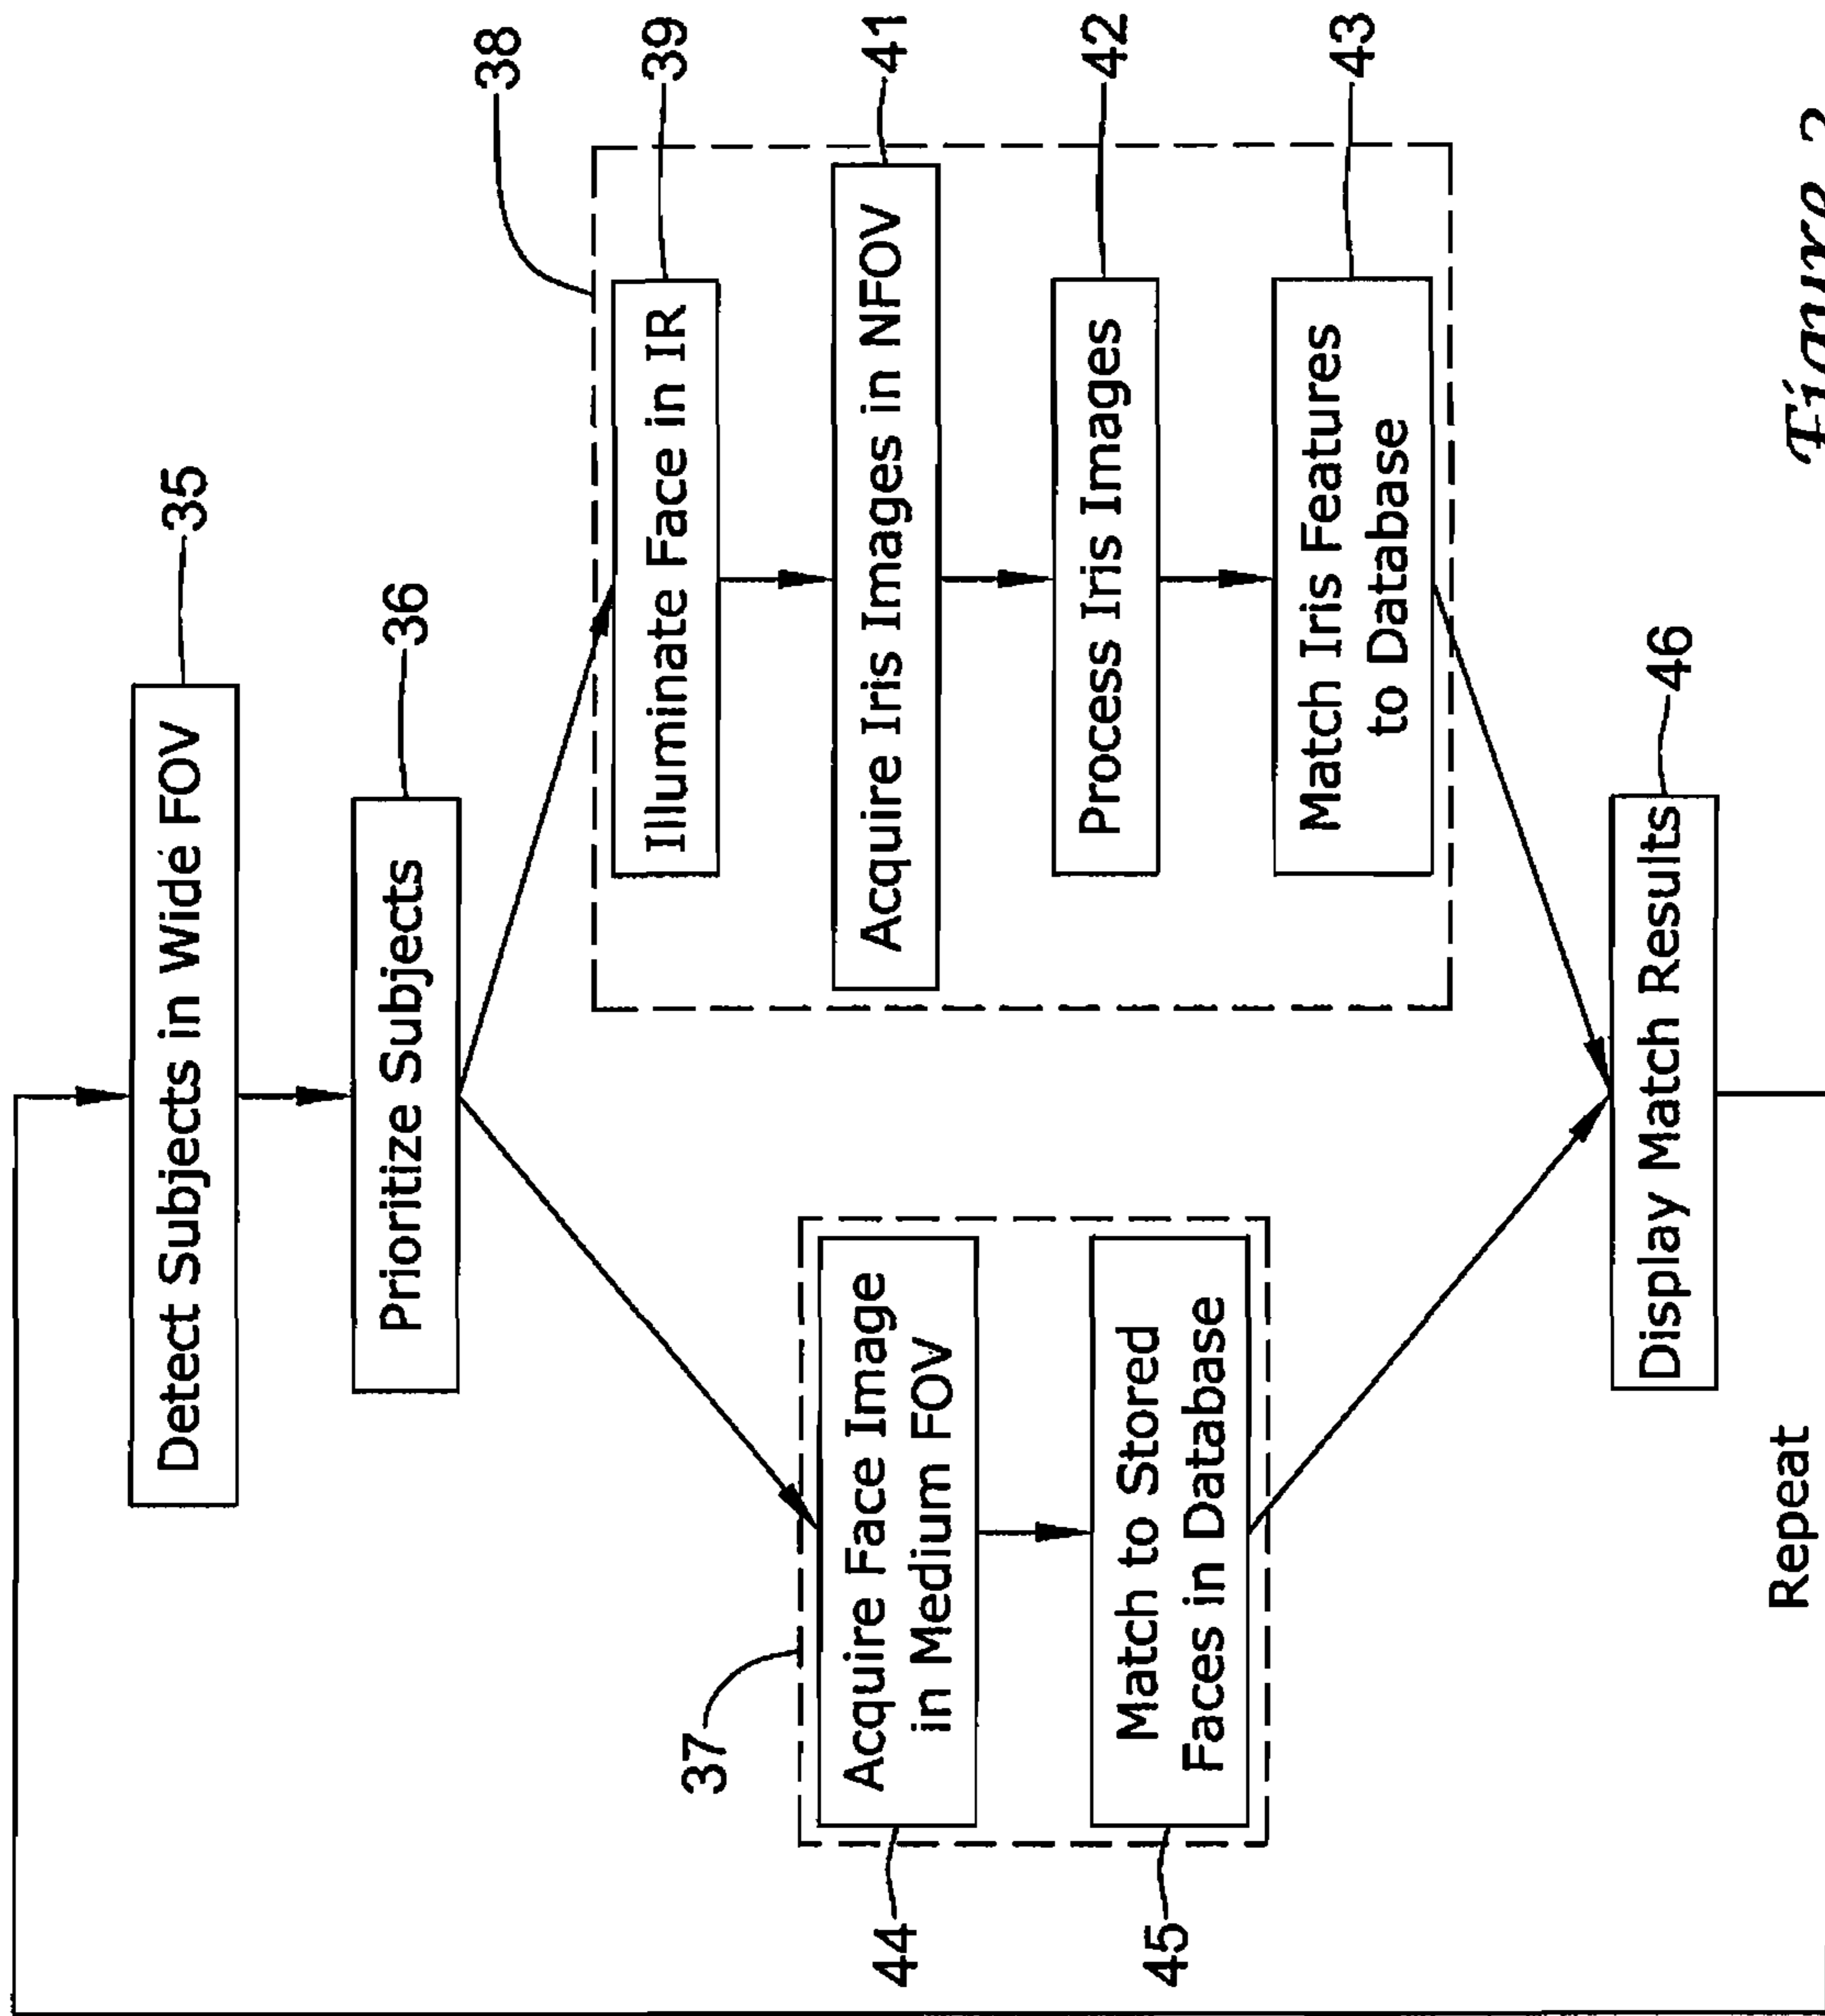 Detect Subjects in Wide FOV
35
Prioritize Subjects
36
37
38
Acquire Face Image
in Medium FOV
44
Match to Stored
Faces in Database
45
Illuminate Face in IR
39
Acquire Iris Images in NFOV
41
Process Iris Images
42
Match Iris Features
to Database
43
Display Match Results
46
Repeat